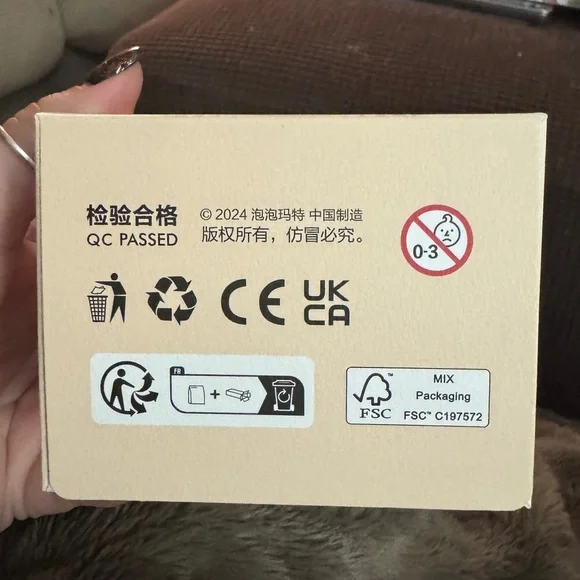 检验合格
QC PASSED
© 2024 泡泡玛特 中国制造
版权所有，仿冒必究。
0-3
CE
UK
CA
FR
+
FSC
MIX
Packaging
FSC™ C197572